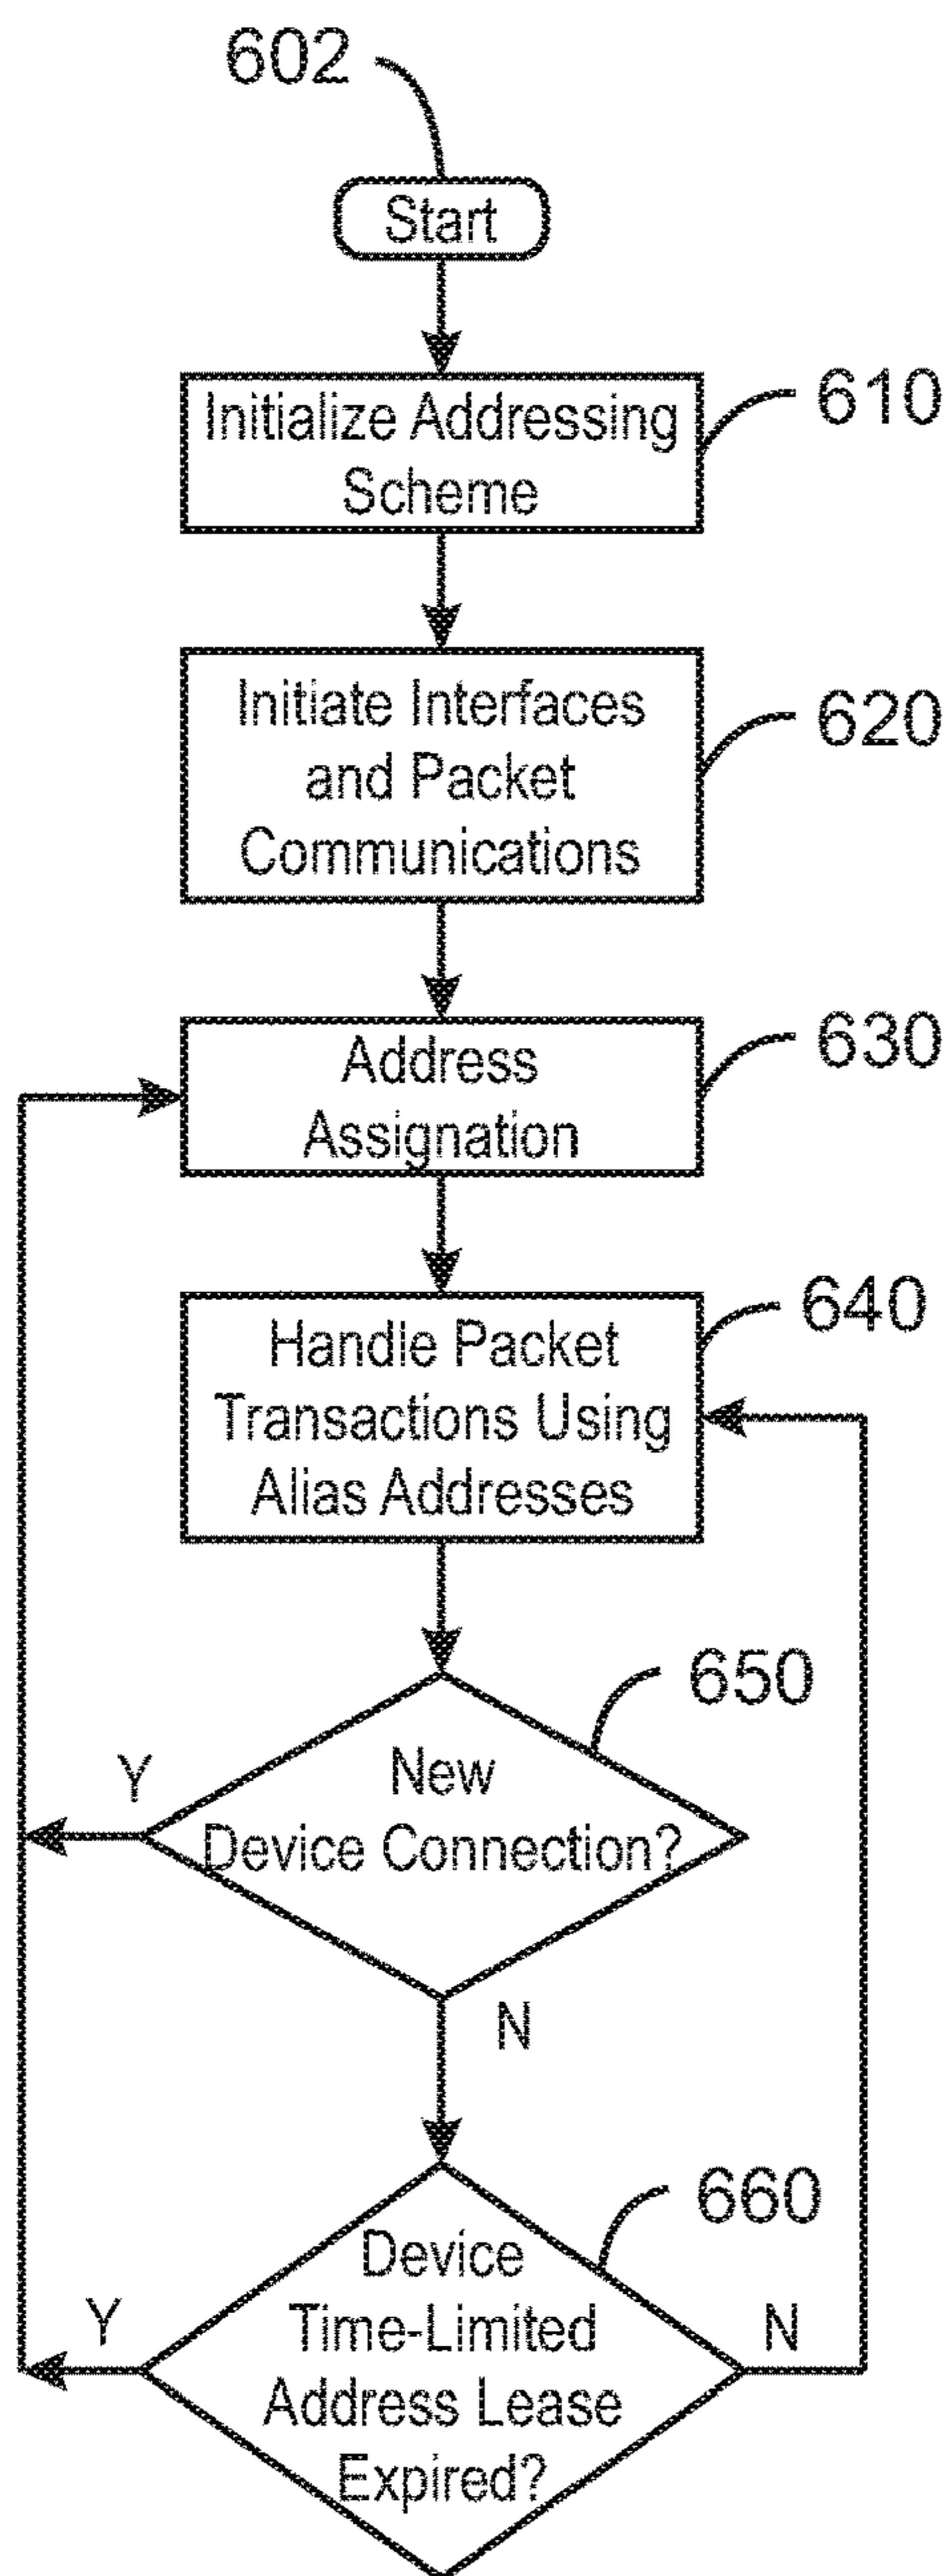 602
Start
Initialize Addressing
Scheme
610
Initiate Interfaces
and Packet
Communications
620
Address
Assignation
630
Handle Packet
Transactions Using
Alias Addresses
640
New
Device Connection?
650
Y
N
Device
Time-Limited
Address Lease
Expired?
660
Y
N